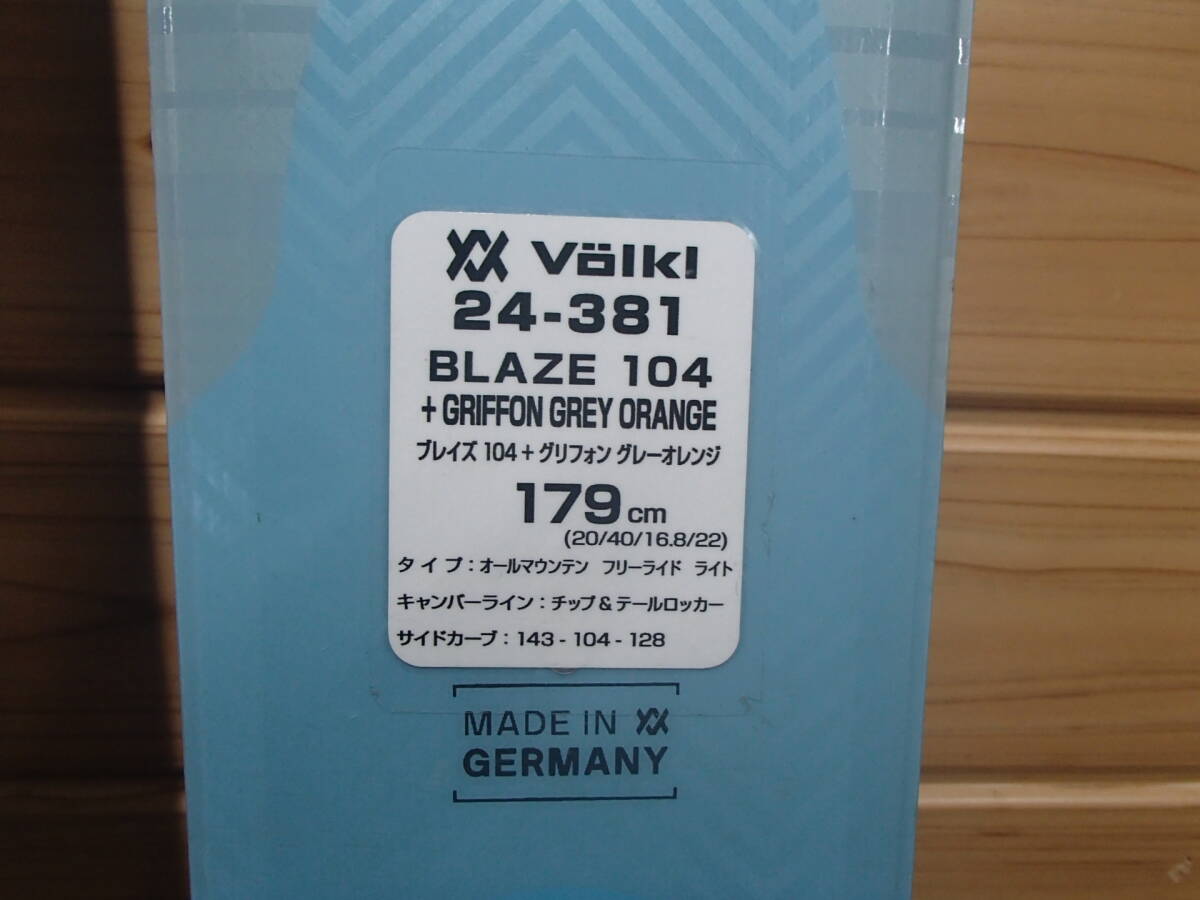 Völkl
24-381
BLAZE 104
+ GRIFFON GREY ORANGE
ブレイズ 104 + グリフォン グレーオレンジ
179 cm
(20/40/16.8/22)
タイプ：オールマウンテン フリーライド ライト
キャンバーライン：チップ＆テールロッカー
サイドカーブ：143 - 104 - 128
MADE IN
GERMANY